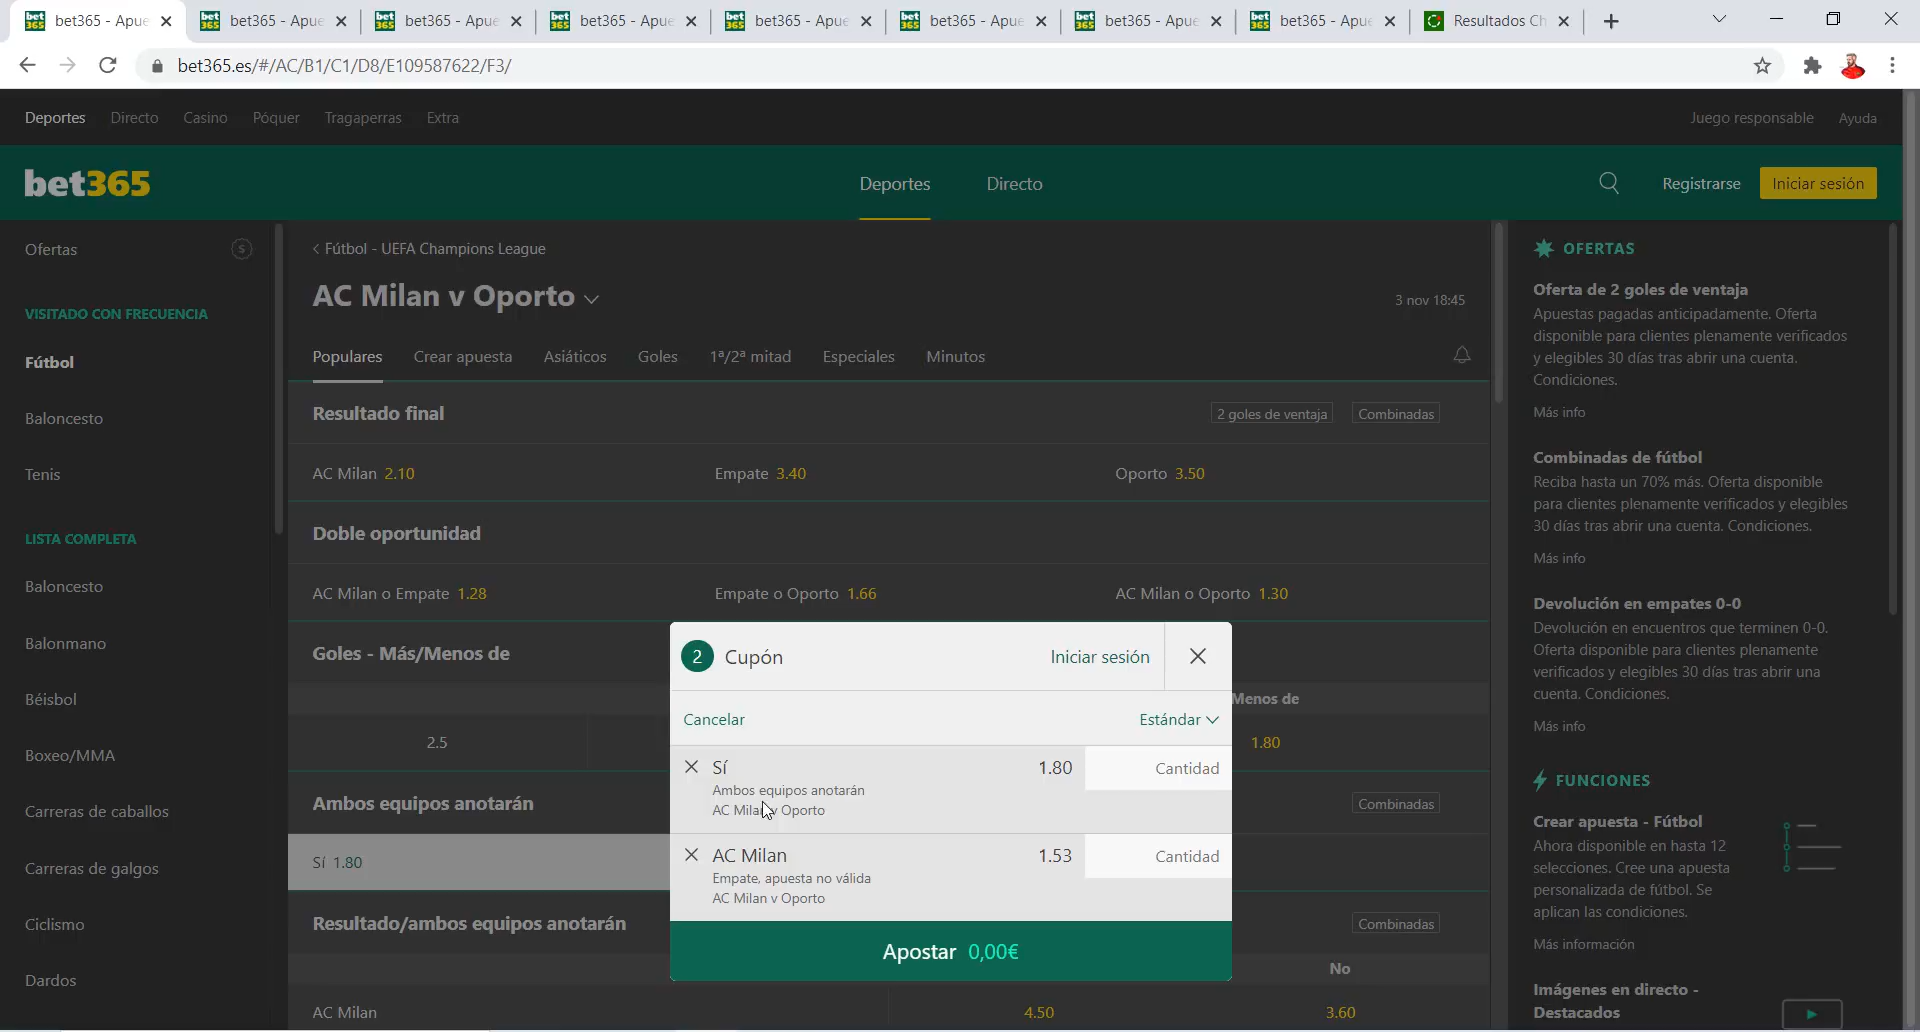 bet365 - Apue
bet365 - Apue
bet365 - Apue
bet365 - Apue
bet365 - Apue
bet365 - Apue
bet365 - Apue
bet365 - Apue
Resultados Ch
bet365.es/#/AC/B1/C1/D8/E109587622/F3/
Deportes Directo Casino Póquer Tragaperras Extra
Juego responsable Ayuda
bet365
Deportes Directo
Registrarse Iniciar sesión
Ofertas
VISITADO CON FRECUENCIA
Fútbol
Baloncesto
Tenis
LISTA COMPLETA
Baloncesto
Balonmano
Béisbol
Boxeo/MMA
Carreras de caballos
Carreras de galgos
Ciclismo
Dardos
< Fútbol - UEFA Champions League
AC Milan v Oporto
3 nov 18:45
Populares Crear apuesta Asiáticos Goles 1ª/2ª mitad Especiales Minutos
Resultado final 2 goles de ventaja Combinadas
AC Milan 2.10 Empate 3.40 Oporto 3.50
Doble oportunidad
AC Milan o Empate 1.28 Empate o Oporto 1.66 AC Milan o Oporto 1.30
Goles - Más/Menos de
Menos de
2.5 1.80
Ambos equipos anotarán Combinadas
Sí 1.80
Resultado/ambos equipos anotarán Combinadas
No
AC Milan 4.50 3.60
2 Cupón Iniciar sesión
Cancelar Estándar
Sí 1.80 Cantidad
Ambos equipos anotarán
AC Milan v Oporto
AC Milan 1.53 Cantidad
Empate, apuesta no válida
AC Milan v Oporto
Apostar 0,00€
OFERTAS
Oferta de 2 goles de ventaja
Apuestas pagadas anticipadamente. Oferta
disponible para clientes plenamente verificados
y elegibles 30 días tras abrir una cuenta.
Condiciones.
Más info
Combinadas de fútbol
Reciba hasta un 70% más. Oferta disponible
para clientes plenamente verificados y elegibles
30 días tras abrir una cuenta. Condiciones.
Más info
Devolución en empates 0-0
Devolución en encuentros que terminen 0-0.
Oferta disponible para clientes plenamente
verificados y elegibles 30 días tras abrir una
cuenta. Condiciones.
Más info
FUNCIONES
Crear apuesta - Fútbol
Ahora disponible en hasta 12
selecciones. Cree una apuesta
personalizada de fútbol. Se
aplican las condiciones.
Más información
Imágenes en directo -
Destacados